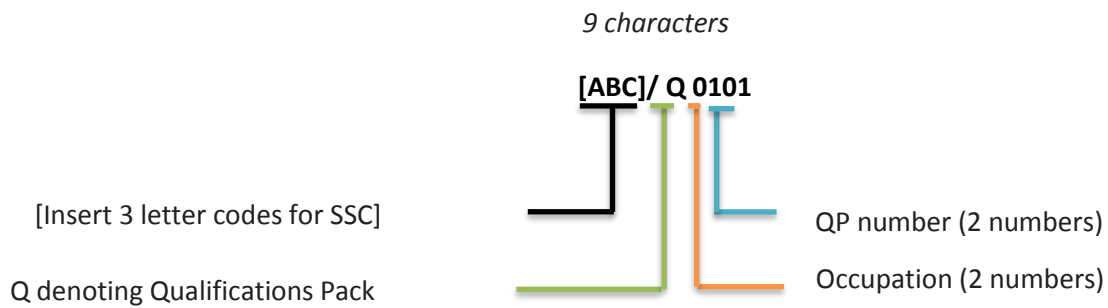 9 characters
[ABC]/ Q 0101
[Insert 3 letter codes for SSC]
QP number (2 numbers)
Q denoting Qualifications Pack
Occupation (2 numbers)